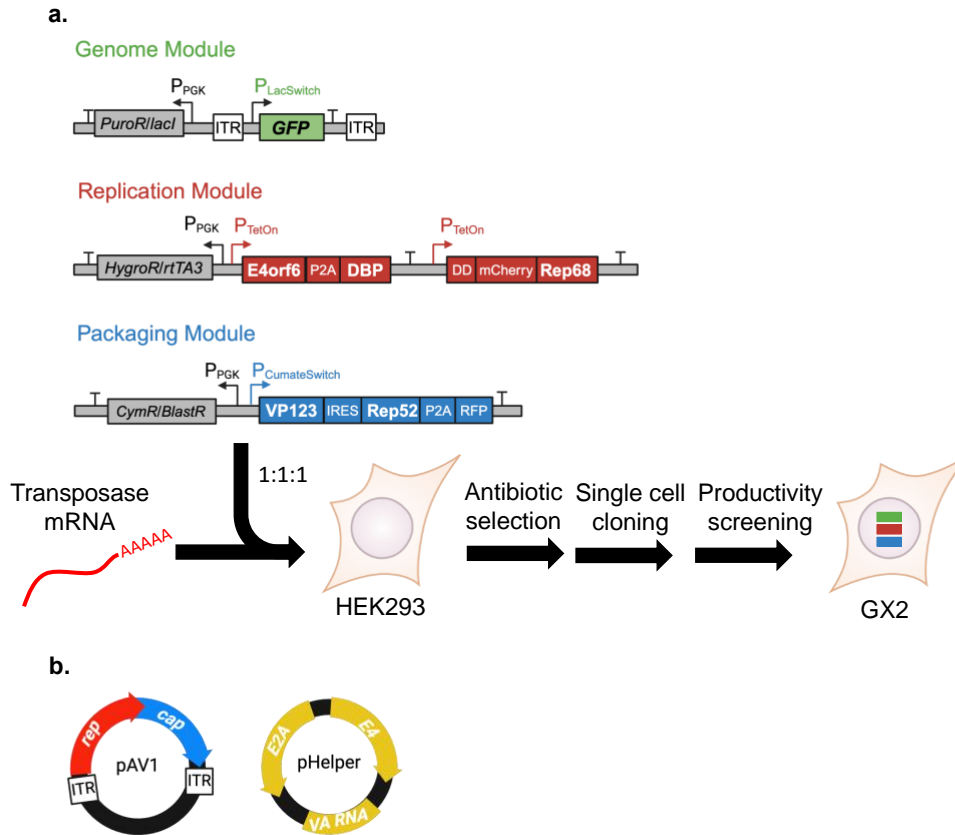 a.
Genome Module
PPGK
PLacSwitch
PuroR/lacI
ITR
GFP
ITR
Replication Module
PPGK
PTetOn
PTetOn
HygroR/rtTA3
E4orf6
P2A
DBP
DD
mCherry
Rep68
Packaging Module
PPGK
PCumateSwitch
CymR/BlastR
VP123
IRES
Rep52
P2A
RFP
1:1:1
Transposase
mRNA
AAAAA
HEK293
Antibiotic
selection
Single cell
cloning
Productivity
screening
GX2
b.
rep
cap
pAV1
ITR
ITR
E2A
E4
pHelper
VA RNA